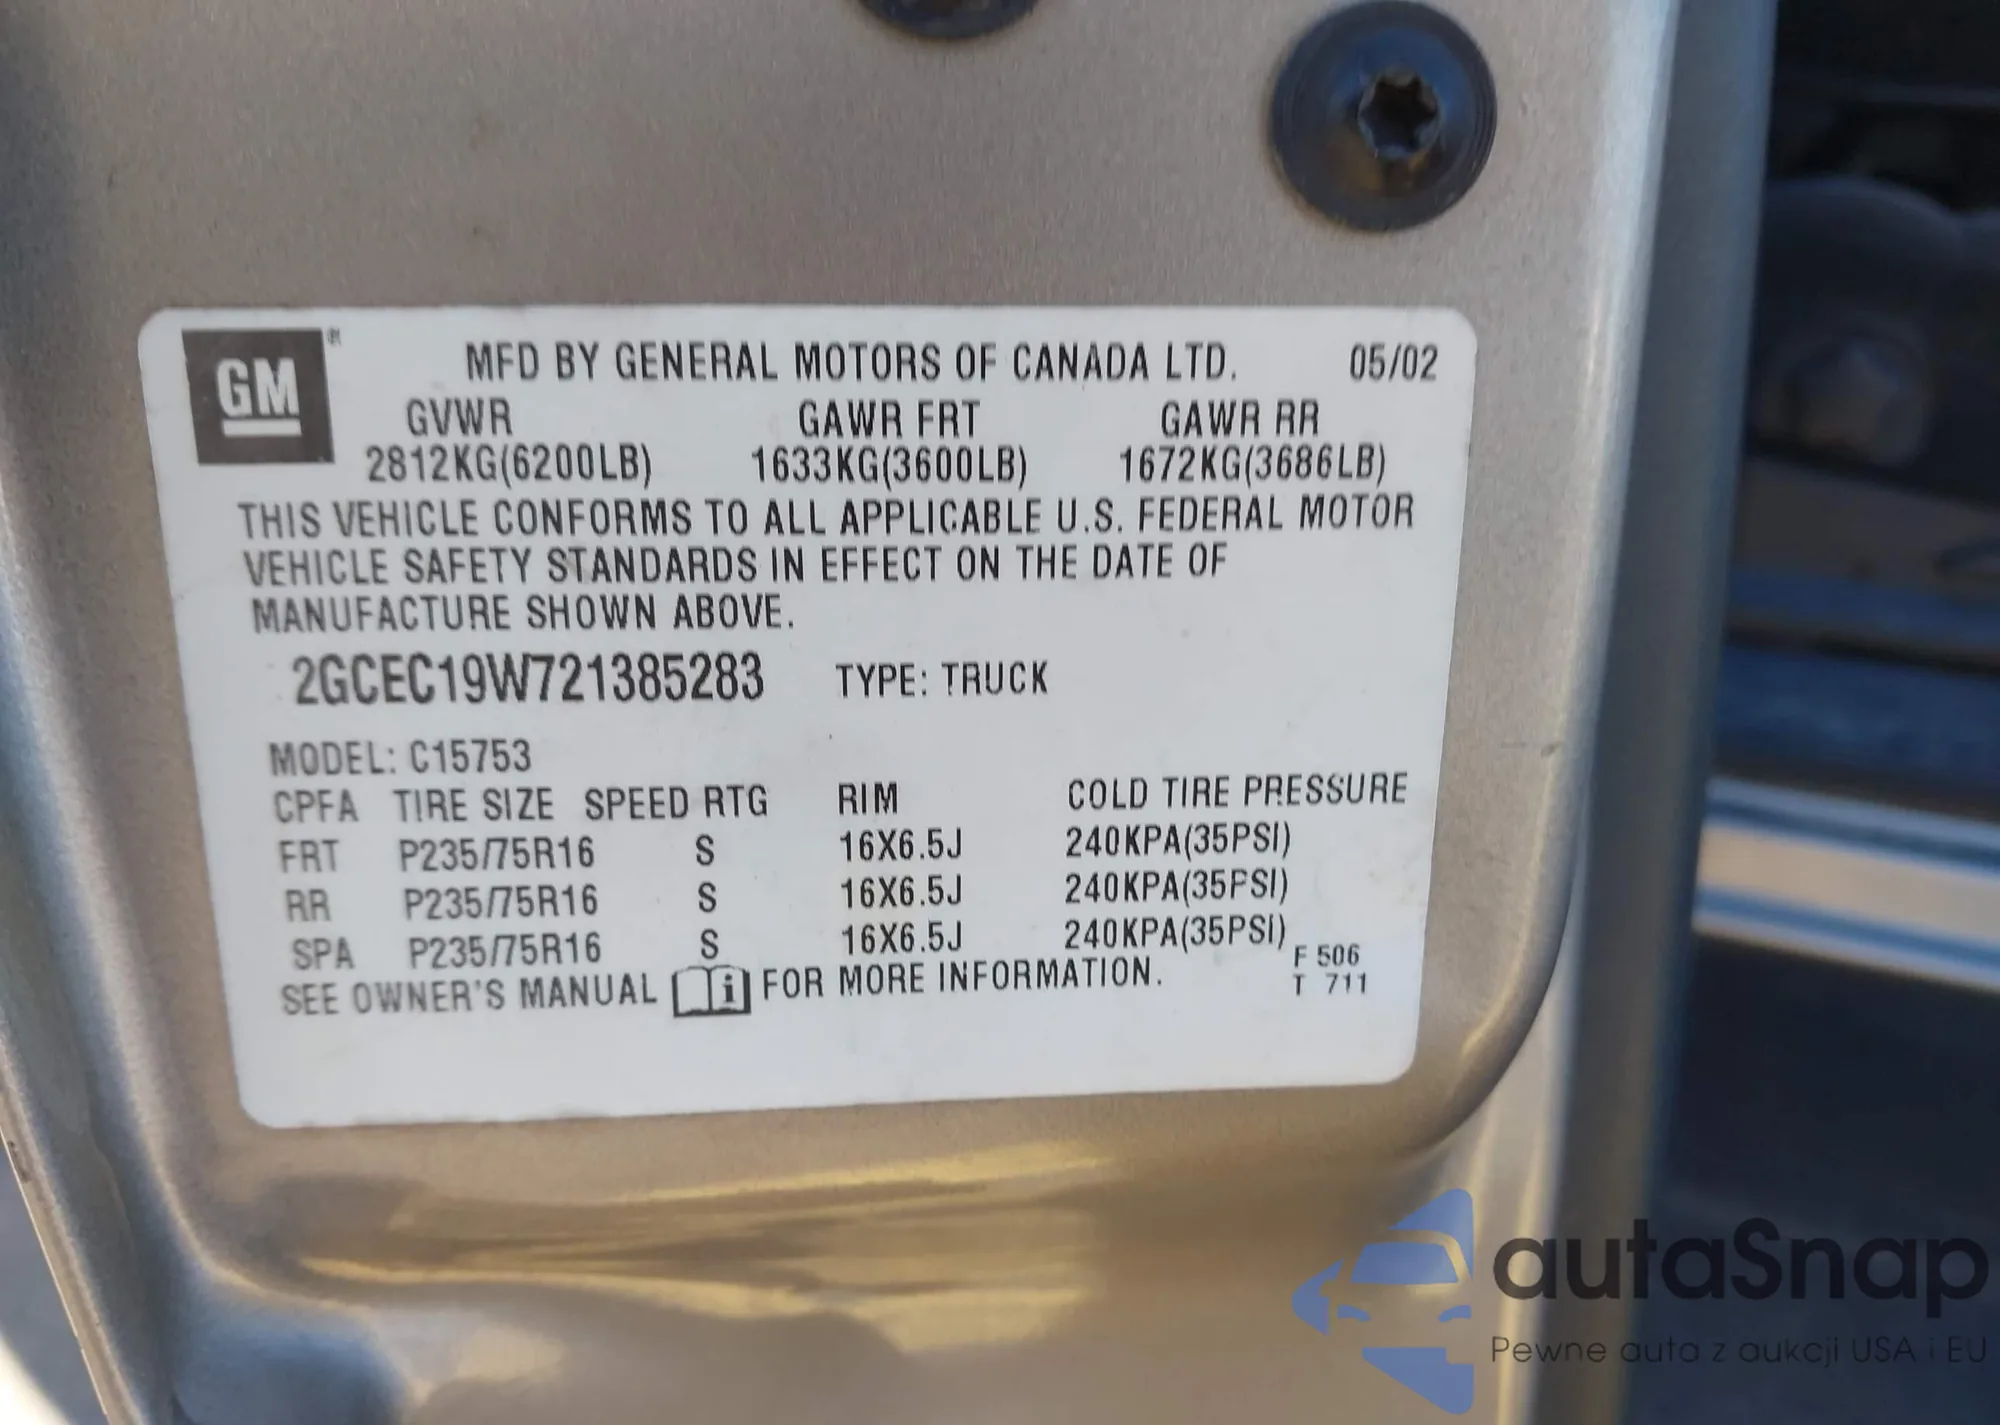 GM®
MFD BY GENERAL MOTORS OF CANADA LTD. 05/02
GVWR GAWR FRT GAWR RR
2812KG(6200LB) 1633KG(3600LB) 1672KG(3686LB)
THIS VEHICLE CONFORMS TO ALL APPLICABLE U.S. FEDERAL MOTOR
VEHICLE SAFETY STANDARDS IN EFFECT ON THE DATE OF
MANUFACTURE SHOWN ABOVE.
2GCEC19W721385283 TYPE: TRUCK
MODEL: C15753
CPFA TIRE SIZE SPEED RTG RIM COLD TIRE PRESSURE
FRT P235/75R16 S 16X6.5J 240KPA(35PSI)
RR P235/75R16 S 16X6.5J 240KPA(35PSI)
SPA P235/75R16 S 16X6.5J 240KPA(35PSI)
SEE OWNER'S MANUAL i FOR MORE INFORMATION.
F 506
T 711
autaSnap
Pewne auta z aukcji USA i EU